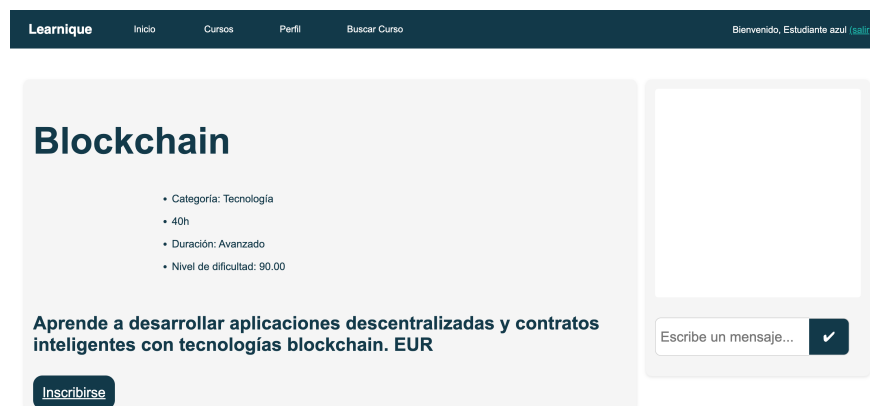 Learnique Inicio Cursos Perfil Buscar Curso Bienvenido, Estudiante azul (salir
Blockchain
• Categoría: Tecnología
• 40h
• Duración: Avanzado
• Nivel de dificultad: 90.00
Aprende a desarrollar aplicaciones descentralizadas y contratos
inteligentes con tecnologías blockchain. EUR
Escribe un mensaje... ✔
Inscribirse